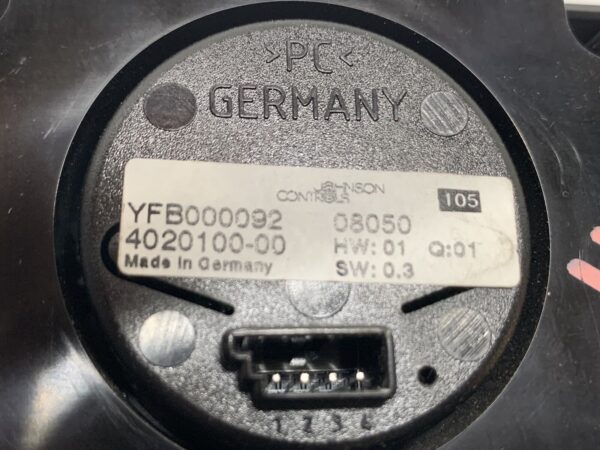 >PC<
GERMANY
JOHNSON
CONTROLS
105
YFB000092 08050
4020100-00 HW: 01 Q:01
Made in Germany SW: 0.3
1 2 3 4